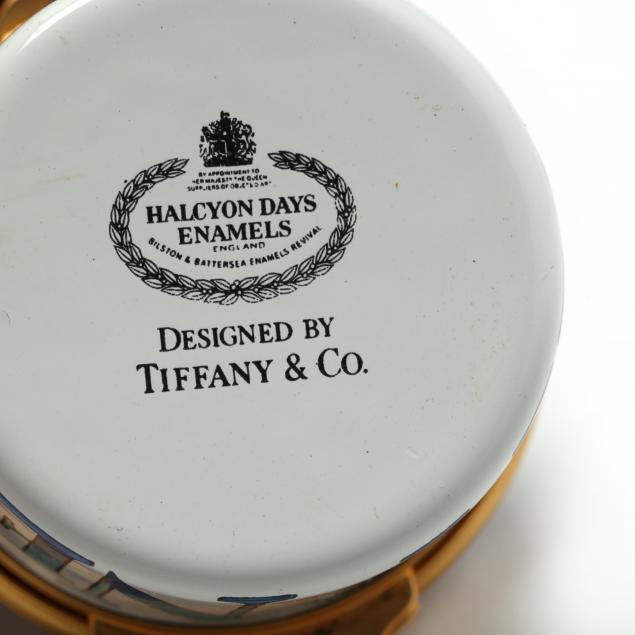 BY APPOINTMENT TO
HER MAJESTY THE QUEEN
SUPPLIERS OF OBJETS D'ART
HALCYON DAYS
ENAMELS
ENGLAND
BILSTON & BATTERSEA ENAMELS REVIVAL
DESIGNED BY
TIFFANY & CO.